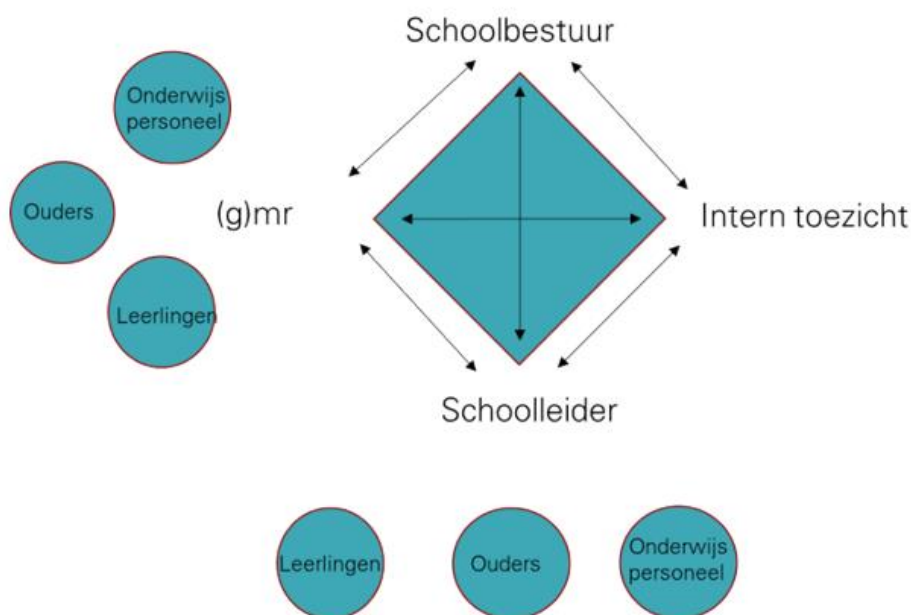 Schoolbestuur
Onderwijs
personeel
Ouders
(g)mr
Intern toezicht
Leerlingen
Schoolleider
Leerlingen
Ouders
Onderwijs
personeel